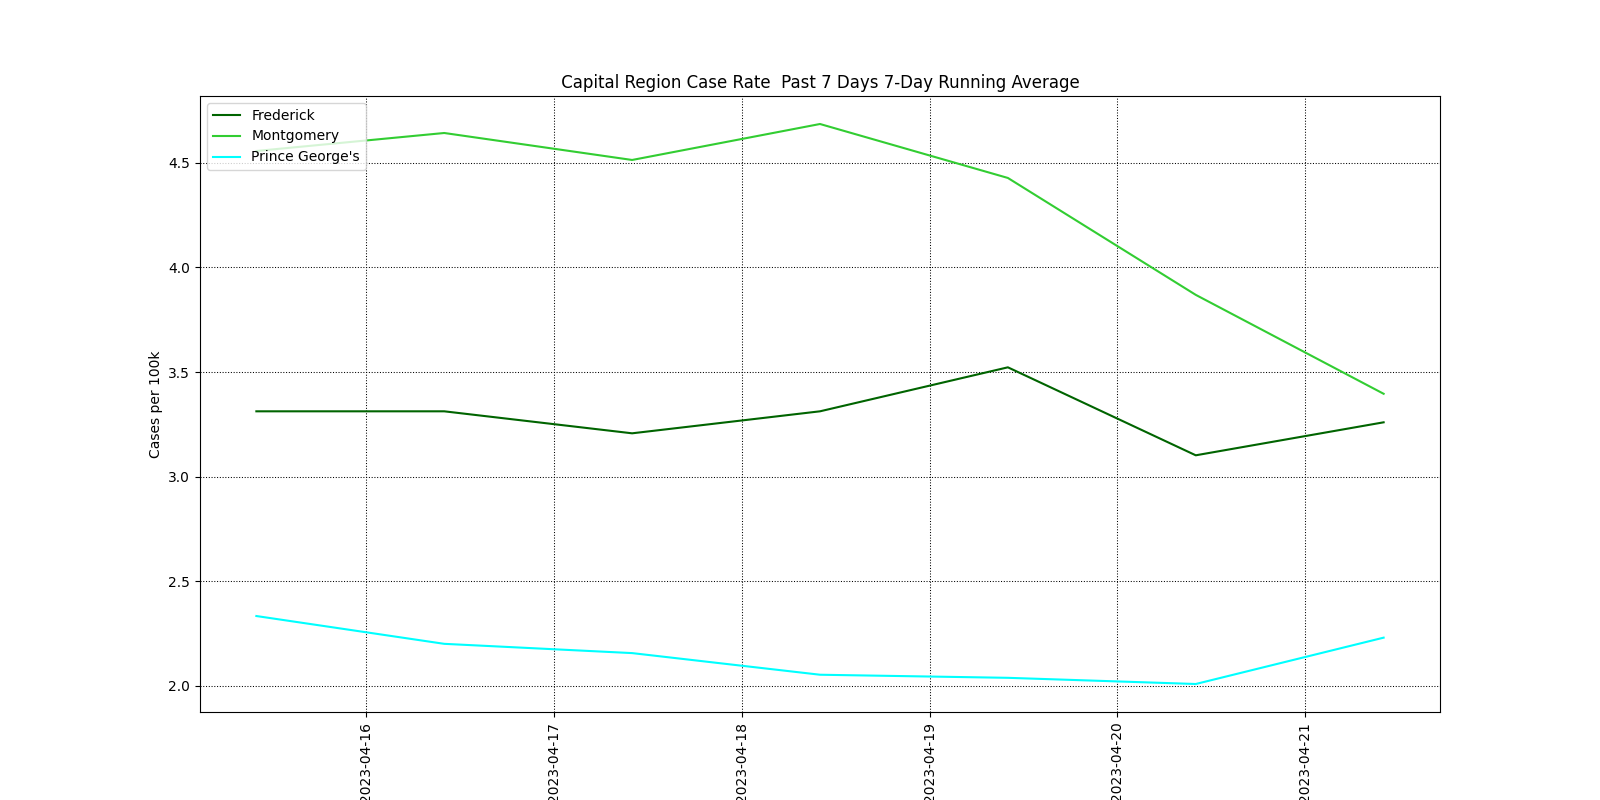 Capital Region Case Rate  Past 7 Days 7-Day Running Average
Frederick
Montgomery
Prince George's
4.5
4.0
3.5
3.0
2.5
2.0
Cases per 100k
2023-04-16
2023-04-17
2023-04-18
2023-04-19
2023-04-20
2023-04-21